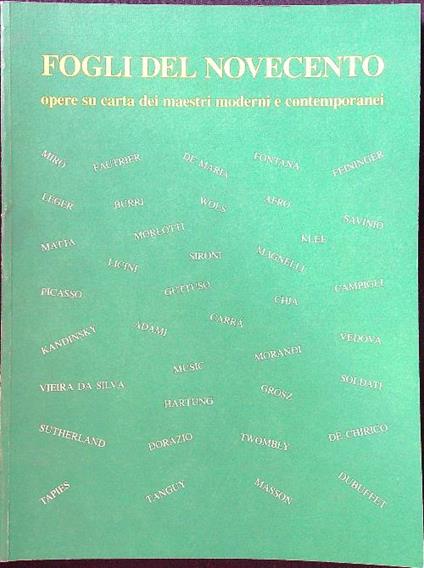 FOGLI DEL NOVECENTO
opere su carta dei maestri moderni e contemporanei
MIRÒ FAUTRIER DE MARIA FONTANA FEININGER
LEGER BURRI WOLS AFRO SAVINIO
MATTA MORLOTTI SIRONI MAGNELLI KLEE
PICASSO LICINI GUTTUSO CHIA CAMPIGLI
KANDINSKY ADAMI CARRÀ MORANDI VEDOVA
VIEIRA DA SILVA MUSIC HARTUNG GROSZ SOLDATI
SUTHERLAND DORAZIO TWOMBLY DE CHIRICO
TAPIES TANGUY MASSON DUBUFFET